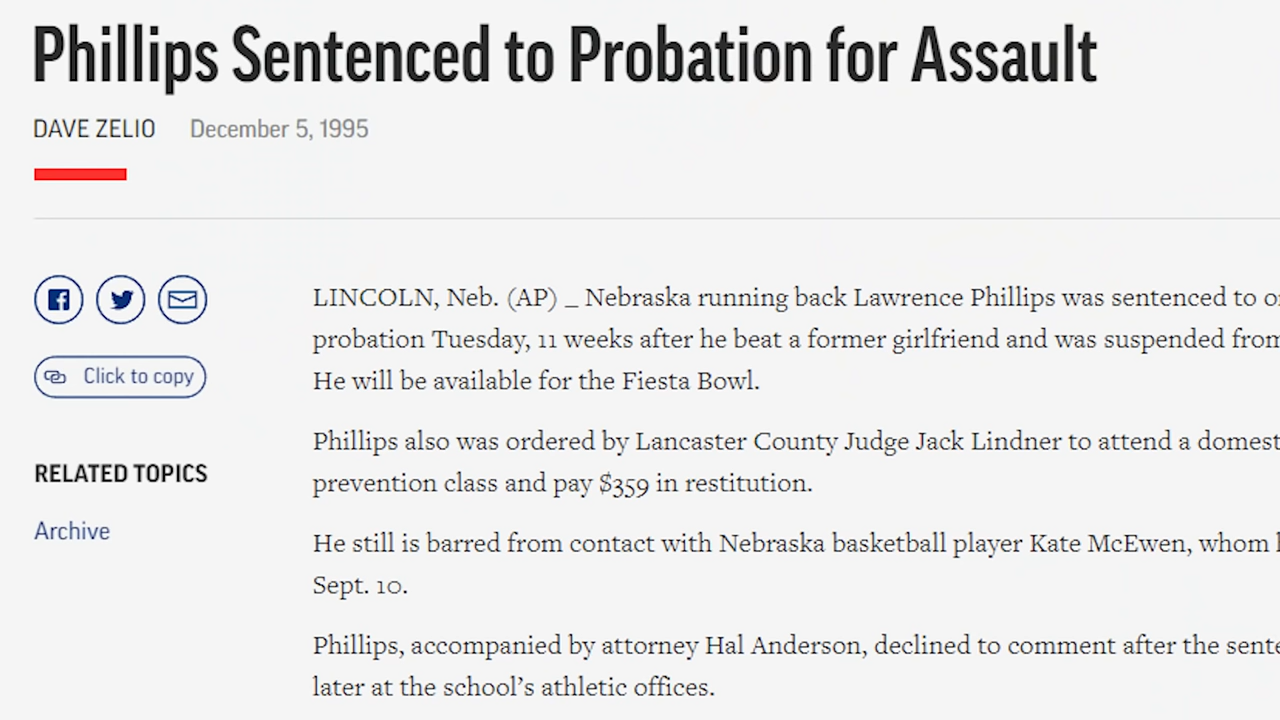 Phillips Sentenced to Probation for Assault
DAVE ZELIO December 5, 1995
LINCOLN, Neb. (AP) _ Nebraska running back Lawrence Phillips was sentenced to
probation Tuesday, 11 weeks after he beat a former girlfriend and was suspended from
He will be available for the Fiesta Bowl.
Click to copy
Phillips also was ordered by Lancaster County Judge Jack Lindner to attend a
prevention class and pay $359 in restitution.
RELATED TOPICS
Archive
He still is barred from contact with Nebraska basketball player Kate McEwen, whom
Sept. 10.
Phillips, accompanied by attorney Hal Anderson, declined to comment after the
later at the school's athletic offices.